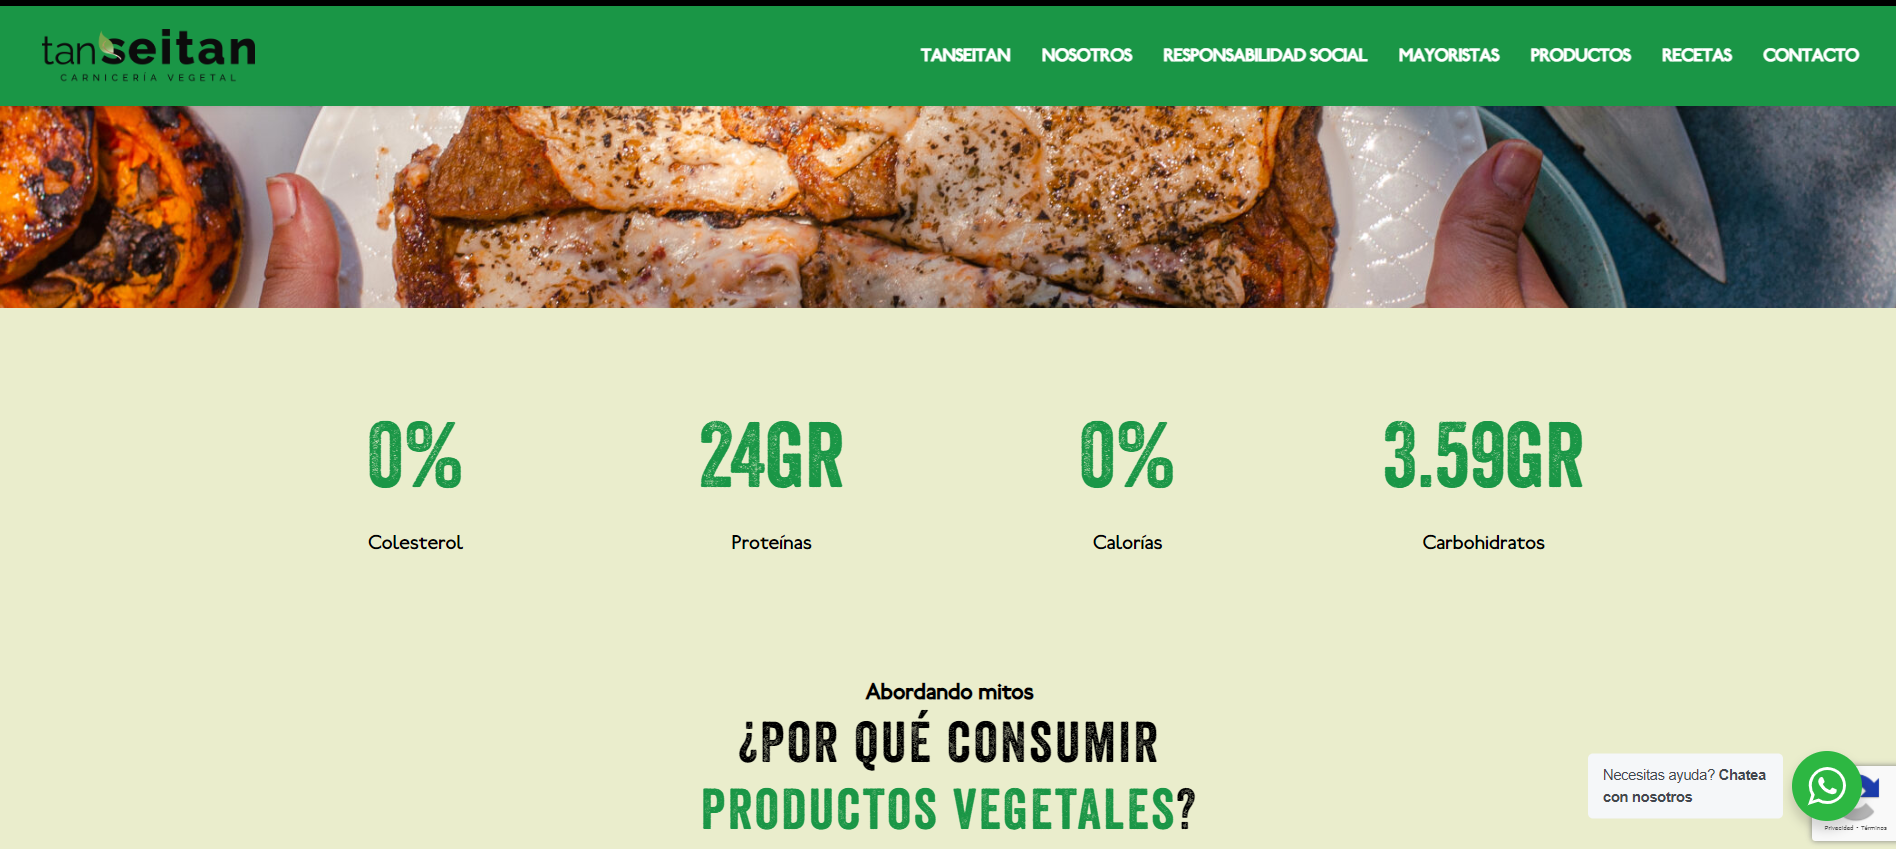 tanseitan
CARNICERÍA VEGETAL
TANSEITAN NOSOTROS RESPONSABILIDAD SOCIAL MAYORISTAS PRODUCTOS RECETAS CONTACTO
0% 24GR 0% 3.59GR
Colesterol Proteínas Calorías Carbohidratos
Abordando mitos
¿POR QUÉ CONSUMIR
PRODUCTOS VEGETALES?
Necesitas ayuda? Chatea
con nosotros
Privacidad - Términos